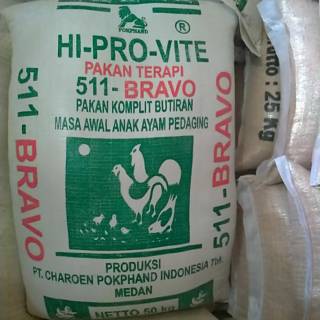 POKPHAND
HI-PRO-VITE ®
PAKAN TERAPI
511- BRAVO
PAKAN KOMPLIT BUTIRAN
MASA AWAL ANAK AYAM PEDAGING
511-BRAVO
511-BRAVO
PRODUKSI
PT. CHAROEN POKPHAND INDONESIA Tbk.
MEDAN
NETTO 50 kg
: 25 Kg